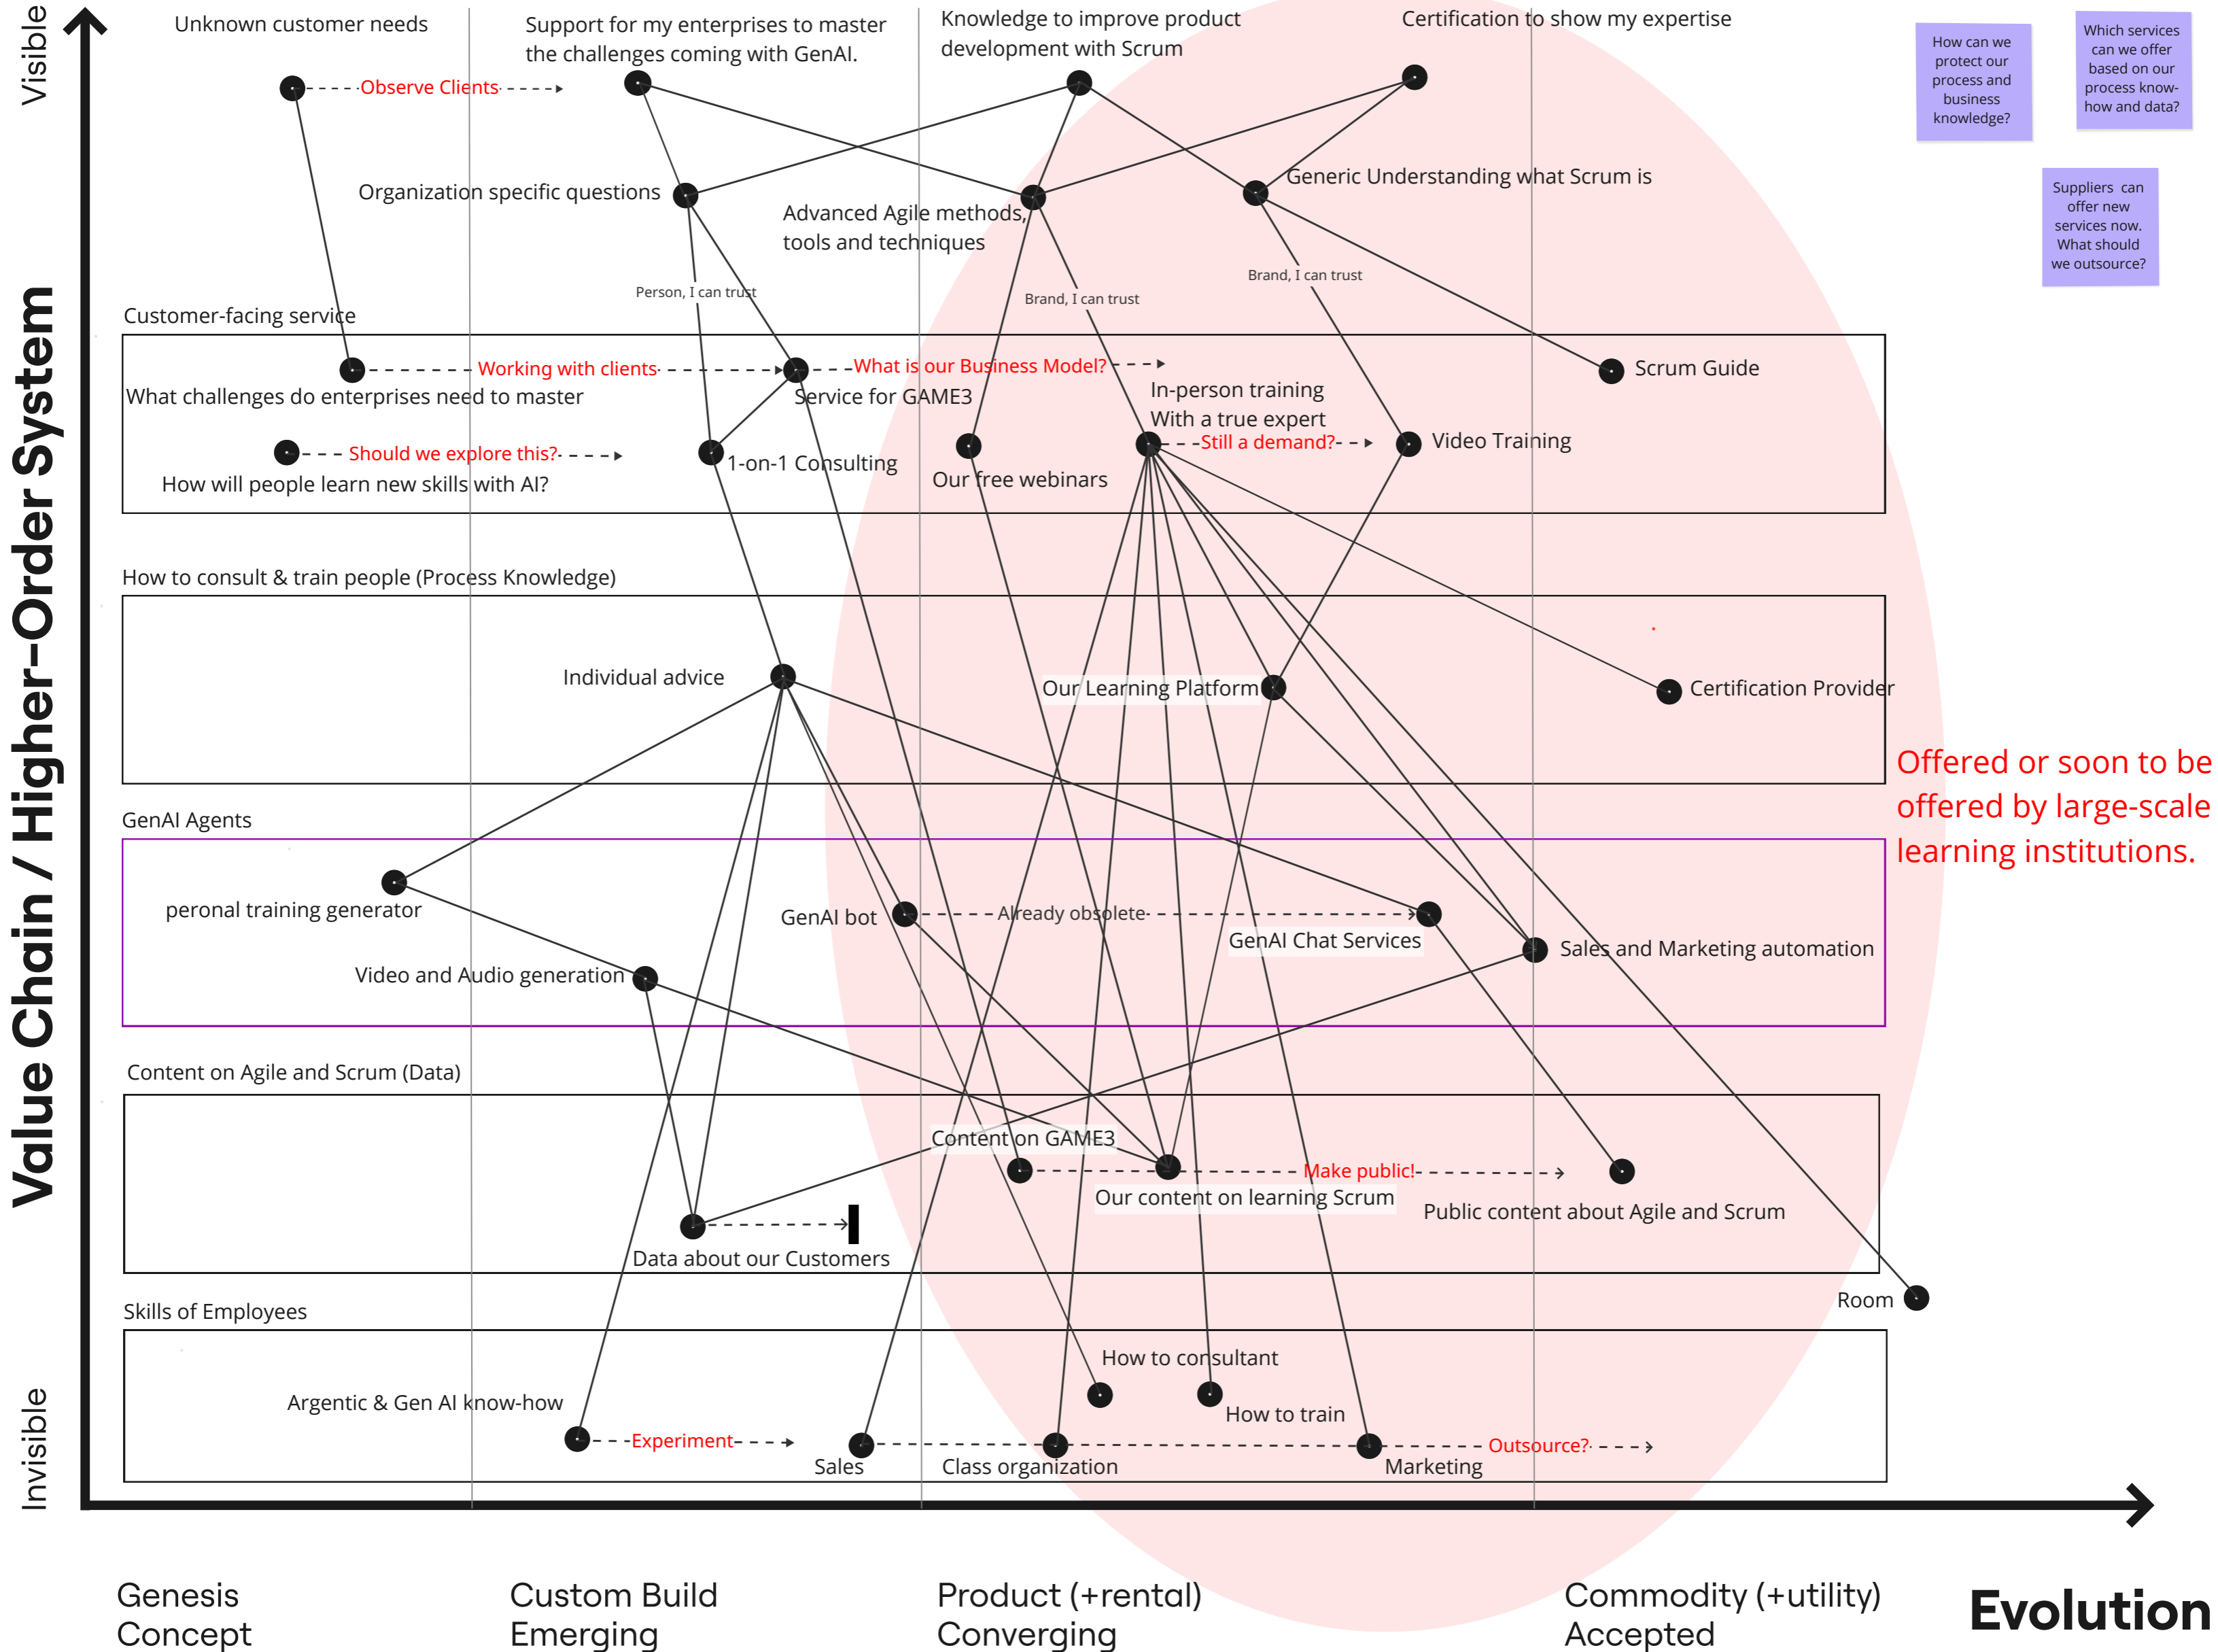 Visible
Unknown customer needs
Support for my enterprises to master
the challenges coming with GenAI.
Knowledge to improve product
development with Scrum
Certification to show my expertise
How can we
protect our
process and
business
knowledge?
Which services
can we offer
based on our
process know-
how and data?
Suppliers can
offer new
services now.
What should
we outsource?
Observe Clients
Organization specific questions
Advanced Agile methods,
tools and techniques
Generic Understanding what Scrum is
Person, I can trust
Brand, I can trust
Brand, I can trust
Value Chain / Higher-Order System
Customer-facing service
Working with clients
What is our Business Model?
What challenges do enterprises need to master
Service for GAME3
In-person training
With a true expert
Scrum Guide
Should we explore this?
How will people learn new skills with AI?
1-on-1 Consulting
Our free webinars
Still a demand?
Video Training
How to consult & train people (Process Knowledge)
Individual advice
Our Learning Platform
Certification Provider
Offered or soon to be
offered by large-scale
learning institutions.
GenAI Agents
peronal training generator
GenAI bot
Already obsolete
GenAI Chat Services
Video and Audio generation
Sales and Marketing automation
Content on Agile and Scrum (Data)
Content on GAME3
Make public!
Our content on learning Scrum
Public content about Agile and Scrum
Data about our Customers
Room
Skills of Employees
How to consultant
How to train
Argentic & Gen AI know-how
Experiment
Sales
Class organization
Marketing
Outsource?
Invisible
Genesis
Concept
Custom Build
Emerging
Product (+rental)
Converging
Commodity (+utility)
Accepted
Evolution